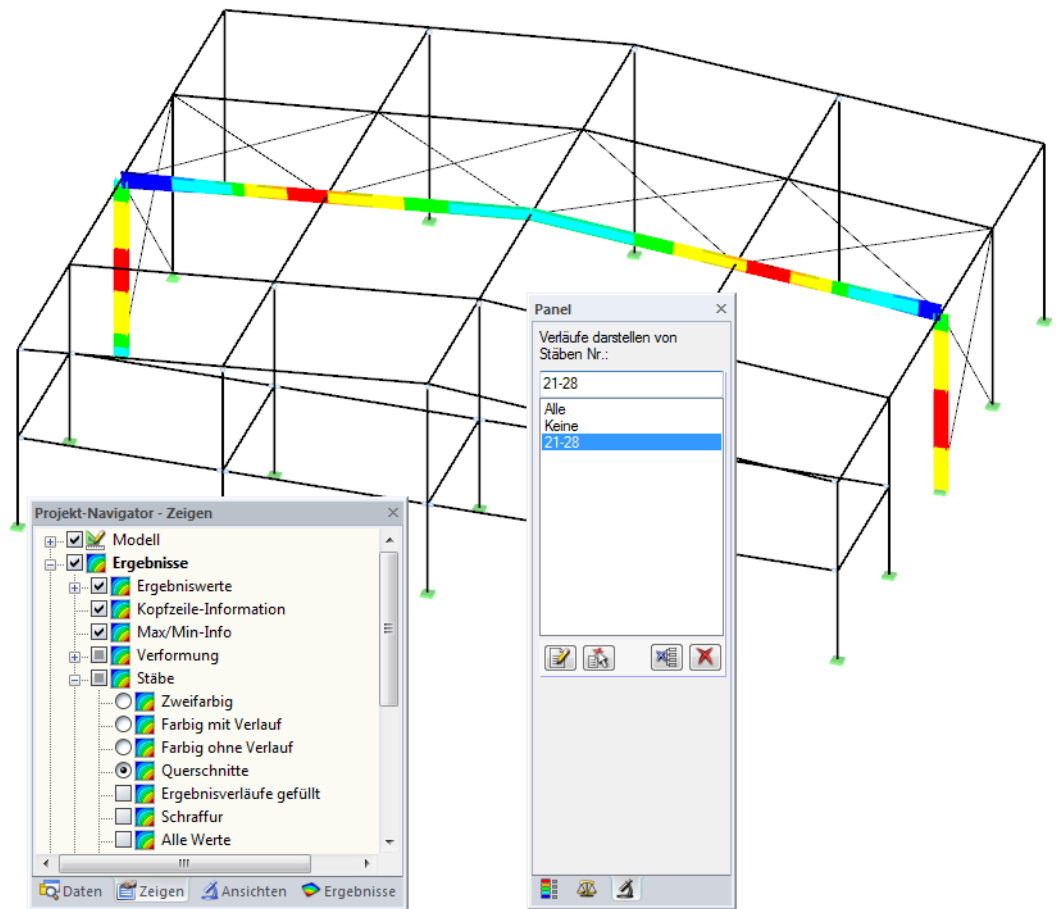 Panel
Verläufe darstellen von
Stäben Nr.:
21-28
Alle
Keine
21-28
Projekt-Navigator - Zeigen
Modell
Ergebnisse
Ergebniswerte
Kopfzeile-Information
Max/Min-Info
Verformung
Stäbe
Zweifarbig
Farbig mit Verlauf
Farbig ohne Verlauf
Querschnitte
Ergebnisverläufe gefüllt
Schraffur
Alle Werte
Daten Zeigen Ansichten Ergebnisse